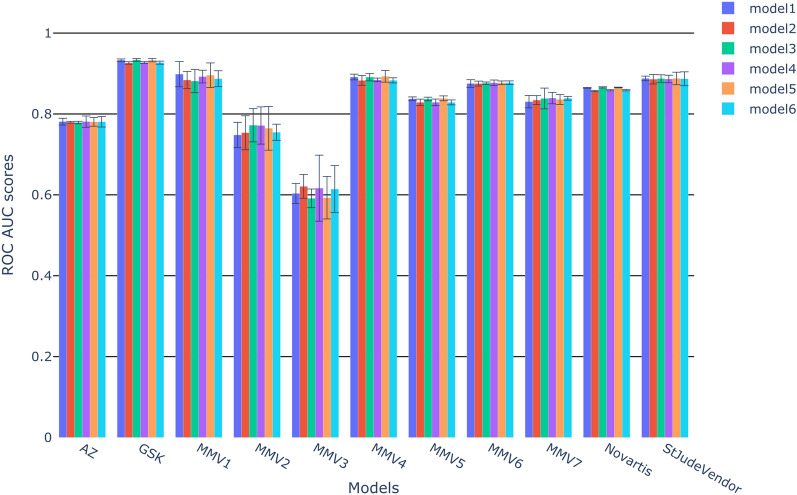 model1
model2
model3
model4
model5
model6
1
0.8
0.6
0.4
0.2
0
ROC AUC scores
AZ
GSK
MMV1
MMV2
MMV3
MMV4
MMV5
MMV6
MMV7
Novartis
StJudeVendor
Models